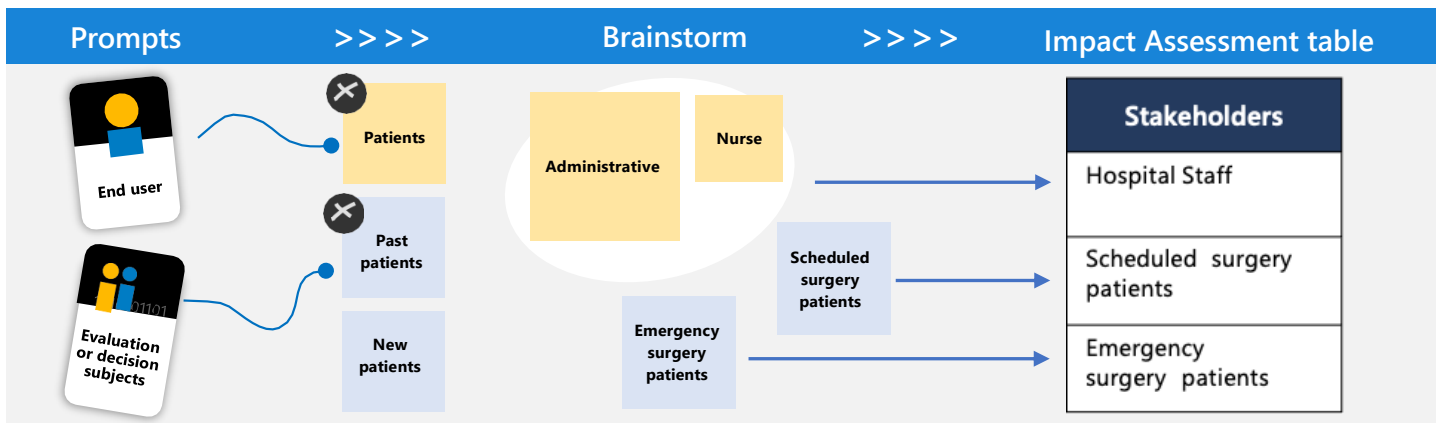 Prompts
>>>>
Brainstorm
>>>>
Impact Assessment table
End user
Patients
Evaluation
or decision
subjects
Past
patients
New
patients
Administrative
Nurse
Scheduled
surgery
patients
Emergency
surgery
patients
Stakeholders
Hospital Staff
Scheduled surgery
patients
Emergency
surgery patients